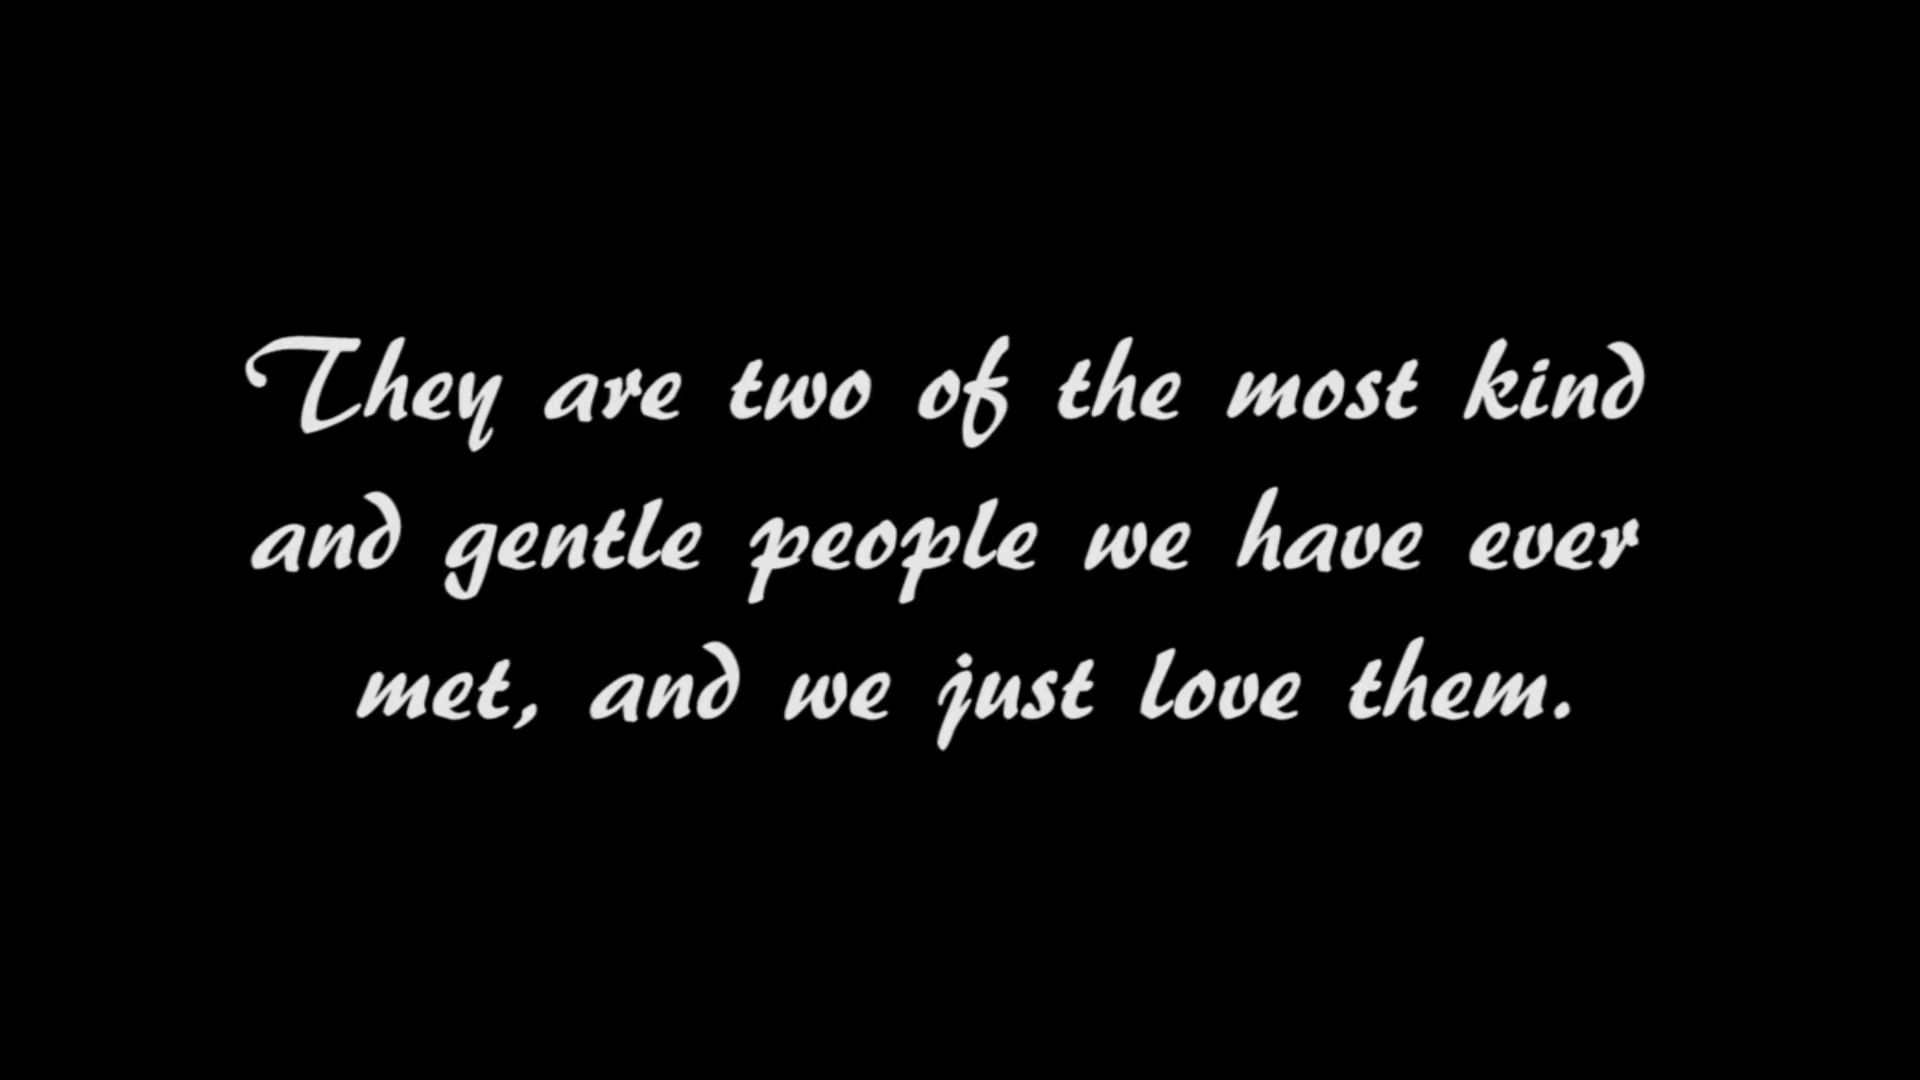 They are two of the most kind
and gentle people we have ever
met, and we just love them.